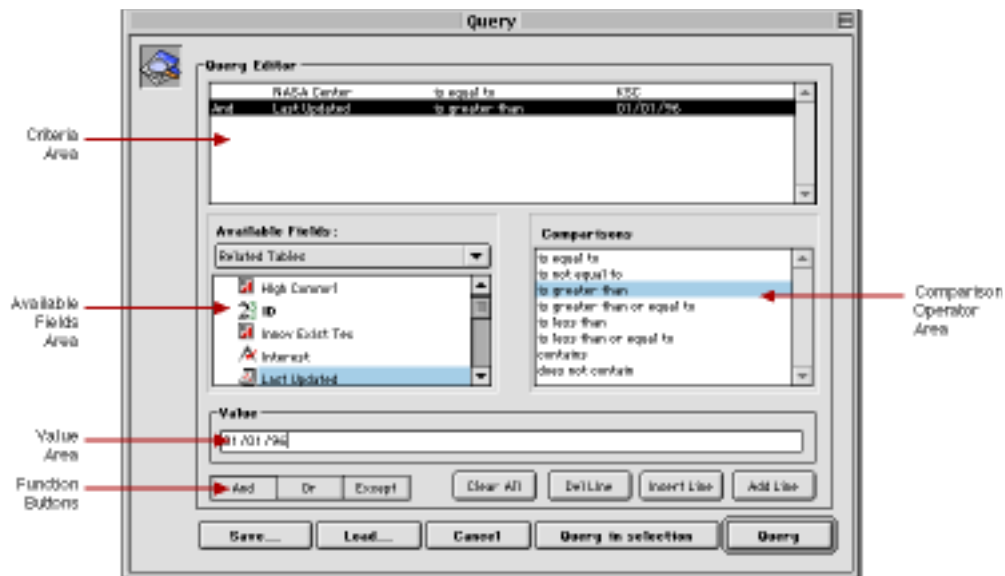 Query
Query Editor
NASA Center is equal to KSC
And Last Updated is greater than 01/01/96
Criteria
Area
Available Fields:
Related Tables
High Commrl
ID
Innov Exist Tec
Interest
Last Updated
Available
Fields
Area
Comparisons
is equal to
is not equal to
is greater than
is greater than or equal to
is less than
is less than or equal to
contains
does not contain
Comparison
Operator
Area
Value
01/01/96
Value
Area
Function
Buttons
And Or Except Clear All Del Line Insert Line Add Line
Save... Load... Cancel Query in selection Query